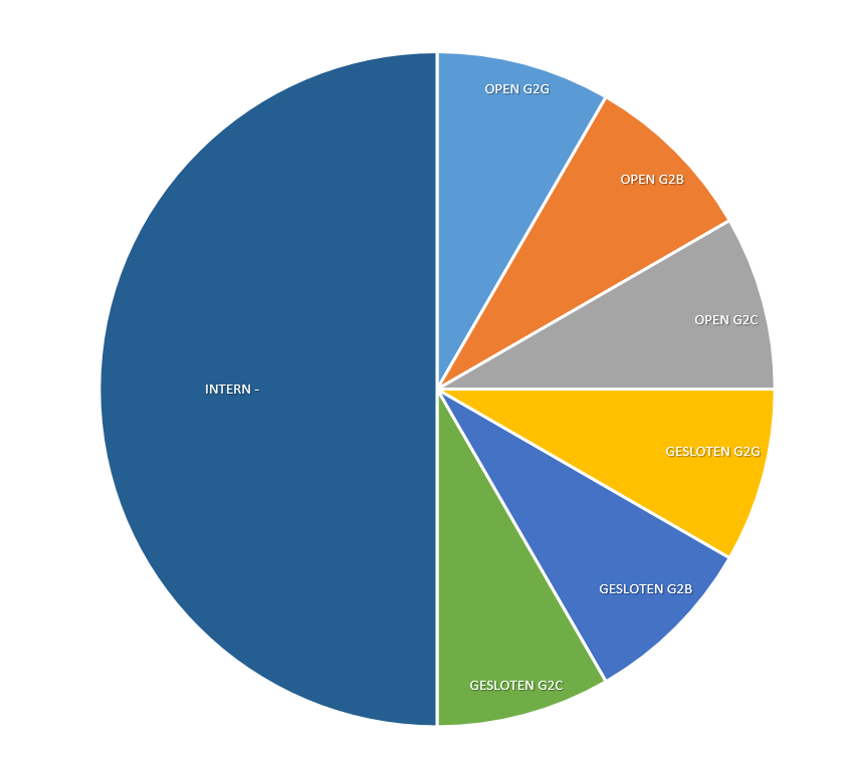 OPEN G2G
OPEN G2B
OPEN G2C
INTERN -
GESLOTEN G2G
GESLOTEN G2B
GESLOTEN G2C